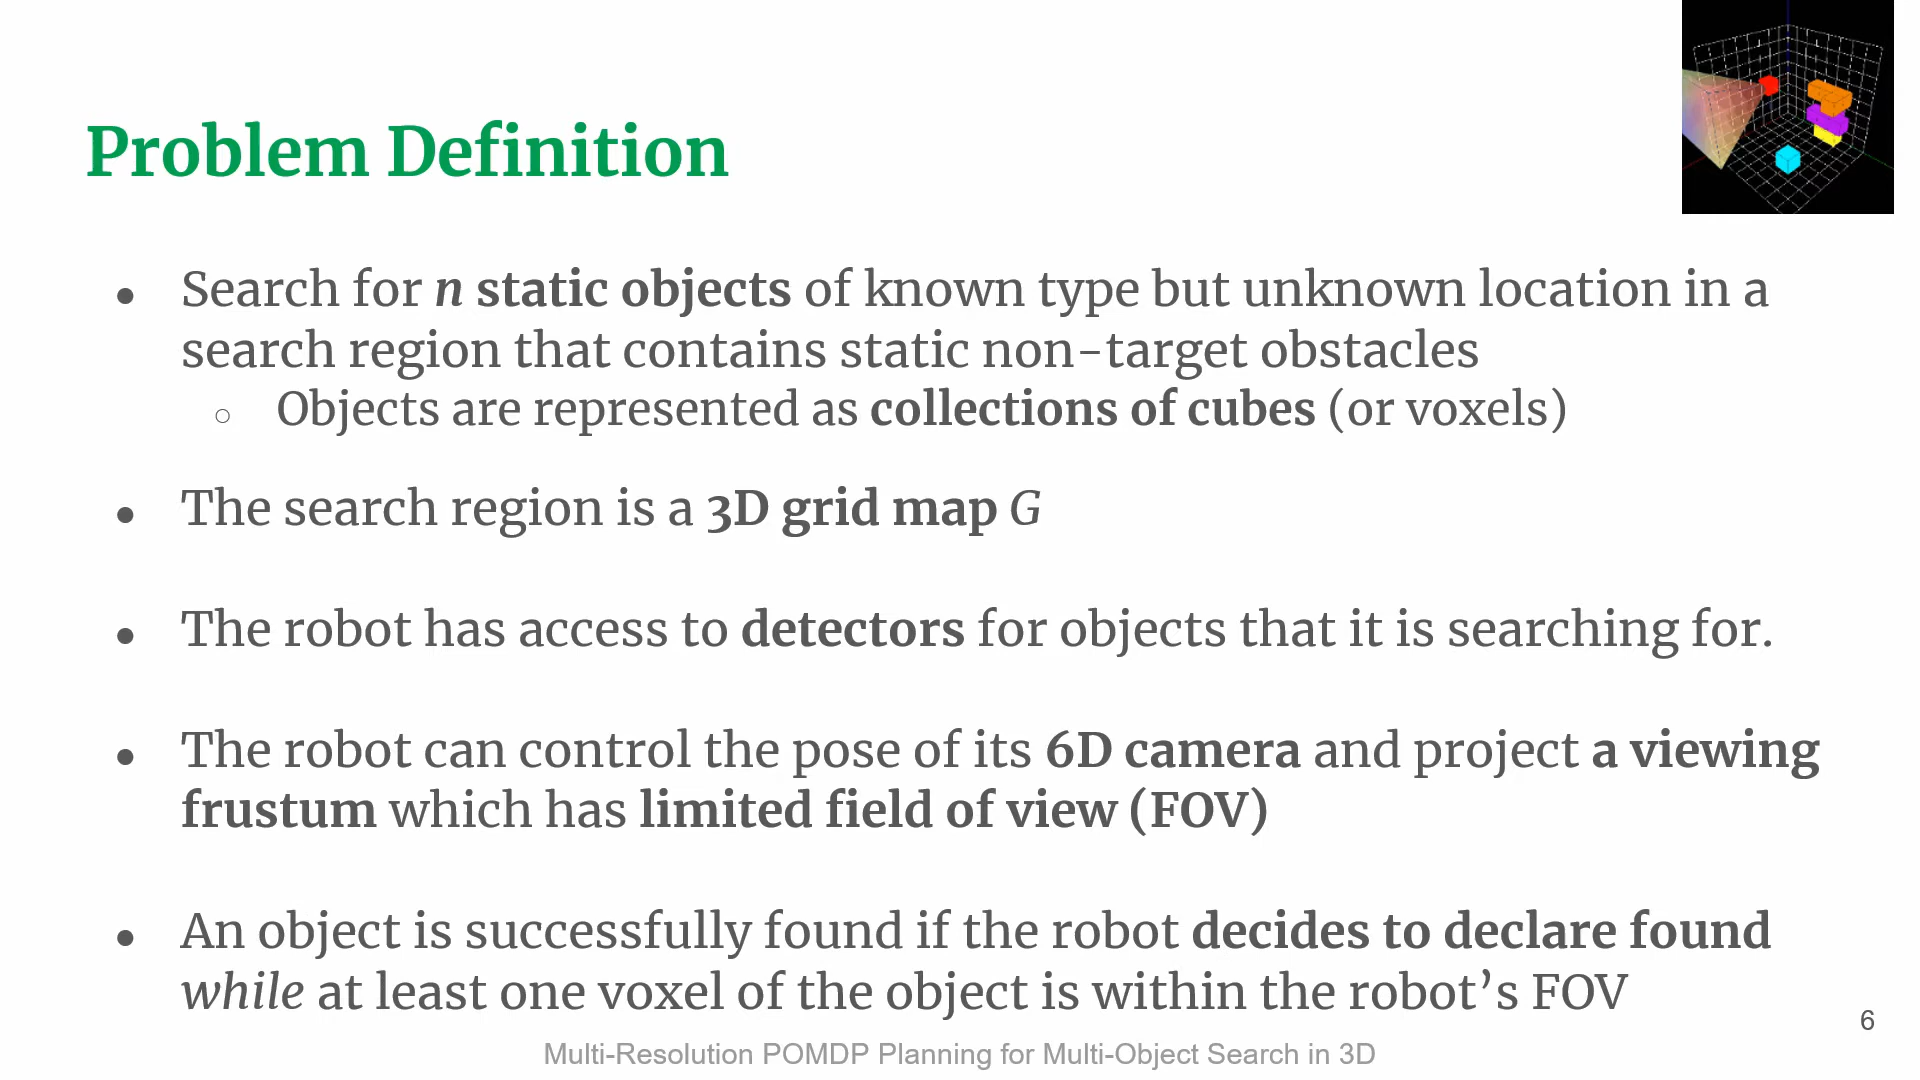 Problem Definition
● Search for n static objects of known type but unknown location in a
search region that contains static non-target obstacles
○ Objects are represented as collections of cubes (or voxels)
● The search region is a 3D grid map G
● The robot has access to detectors for objects that it is searching for.
● The robot can control the pose of its 6D camera and project a viewing
frustum which has limited field of view (FOV)
● An object is successfully found if the robot decides to declare found
while at least one voxel of the object is within the robot’s FOV
6
Multi-Resolution POMDP Planning for Multi-Object Search in 3D